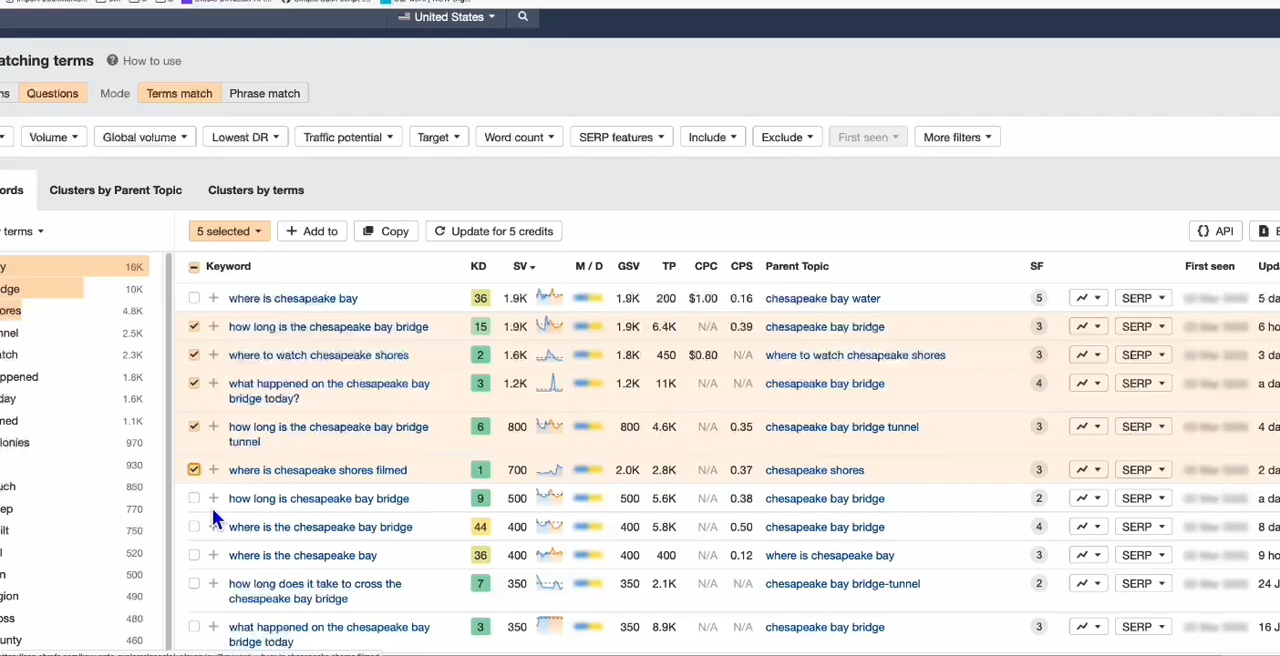 United States
atching terms How to use
ns Questions Mode Terms match Phrase match
Volume Global volume Lowest DR Traffic potential Target Word count SERP features Include Exclude First seen More filters
ords Clusters by Parent Topic Clusters by terms
terms 5 selected + Add to Copy Update for 5 credits {} API
Keyword KD SV M / D GSV TP CPC CPS Parent Topic SF First seen Upd
y 16K where is chesapeake bay 36 1.9K 1.9K 200 $1.00 0.16 chesapeake bay water 5 SERP 5 d
dge 10K
ores 4.8K how long is the chesapeake bay bridge 15 1.9K 1.9K 6.4K N/A 0.39 chesapeake bay bridge 3 SERP 6 ho
nnel 2.5K
atch 2.3K where to watch chesapeake shores 2 1.6K 1.8K 450 $0.80 N/A where to watch chesapeake shores 3 SERP 3 da
appened 1.8K what happened on the chesapeake bay 3 1.2K 1.2K 11K N/A N/A chesapeake bay bridge 4 SERP a da
day 1.6K bridge today?
med 1.1K how long is the chesapeake bay bridge 6 800 800 4.6K N/A 0.35 chesapeake bay bridge tunnel 3 SERP 4 da
lonies 970 tunnel
930 where is chesapeake shores filmed 1 700 2.0K 2.8K N/A 0.37 chesapeake shores 3 SERP 2 da
uch 850 how long is chesapeake bay bridge 9 500 500 5.6K N/A 0.38 chesapeake bay bridge 2 SERP a da
ep 770
ilt 750 where is the chesapeake bay bridge 44 400 400 5.8K N/A 0.50 chesapeake bay bridge 4 SERP 8 da
l 520 where is the chesapeake bay 36 400 400 400 N/A 0.12 where is chesapeake bay 3 SERP 9 ho
n 500 how long does it take to cross the 7 350 350 2.1K N/A chesapeake bay bridge-tunnel 2 SERP 24 J
gion 490 chesapeake bay bridge
oss 480 what happened on the chesapeake bay 3 350 350 8.9K N/A N/A chesapeake bay bridge 3 SERP 16 J
unty 460 bridge today